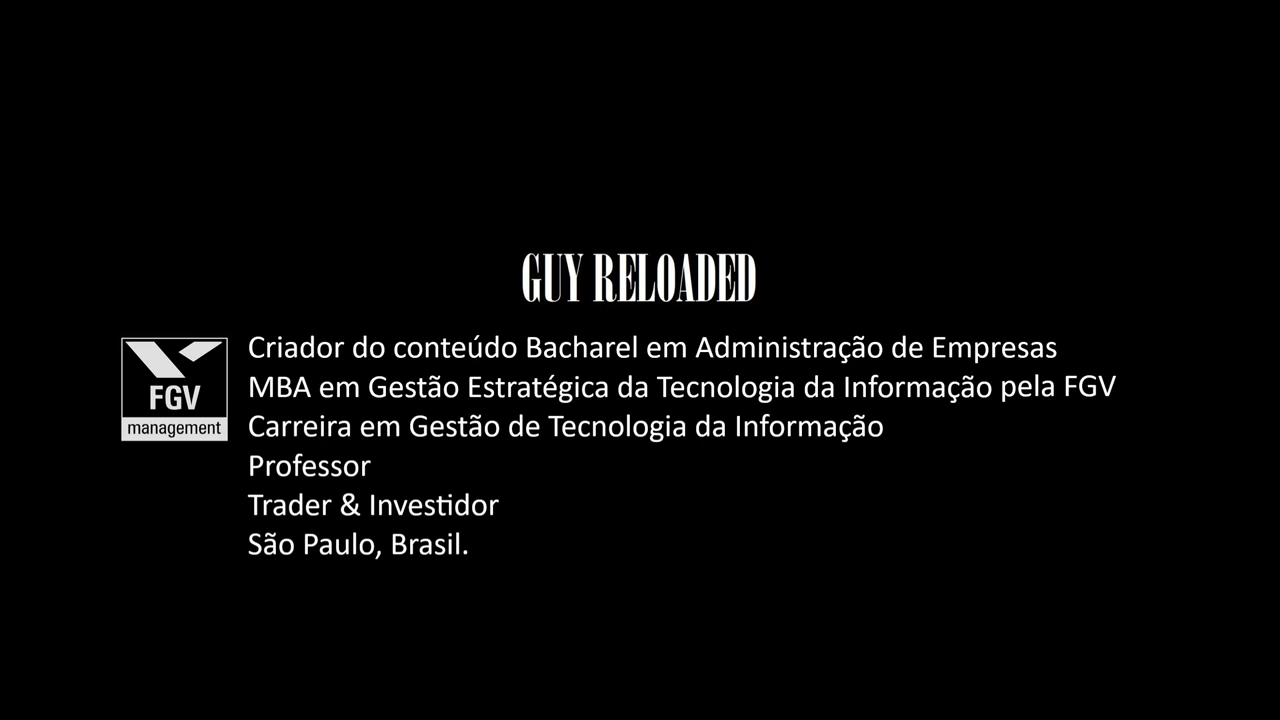 GUY RELOADED
Criador do conteúdo Bacharel em Administração de Empresas
MBA em Gestão Estratégica da Tecnologia da Informação pela FGV
Carreira em Gestão de Tecnologia da Informação
Professor
Trader & Investidor
São Paulo, Brasil.
FGV
management